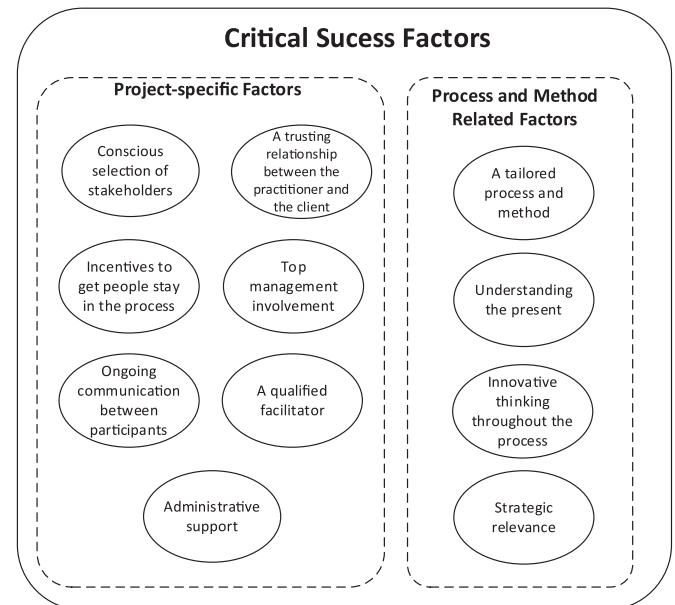 Critical Sucess Factors
Project-specific Factors
Conscious
selection of
stakeholders
A trusting
relationship
between the
practitioner and
the client
Incentives to
get people stay
in the process
Top
management
involvement
Ongoing
communication
between
participants
A qualified
facilitator
Administrative
support
Process and Method
Related Factors
A tailored
process and
method
Understanding
the present
Innovative
thinking
throughout the
process
Strategic
relevance